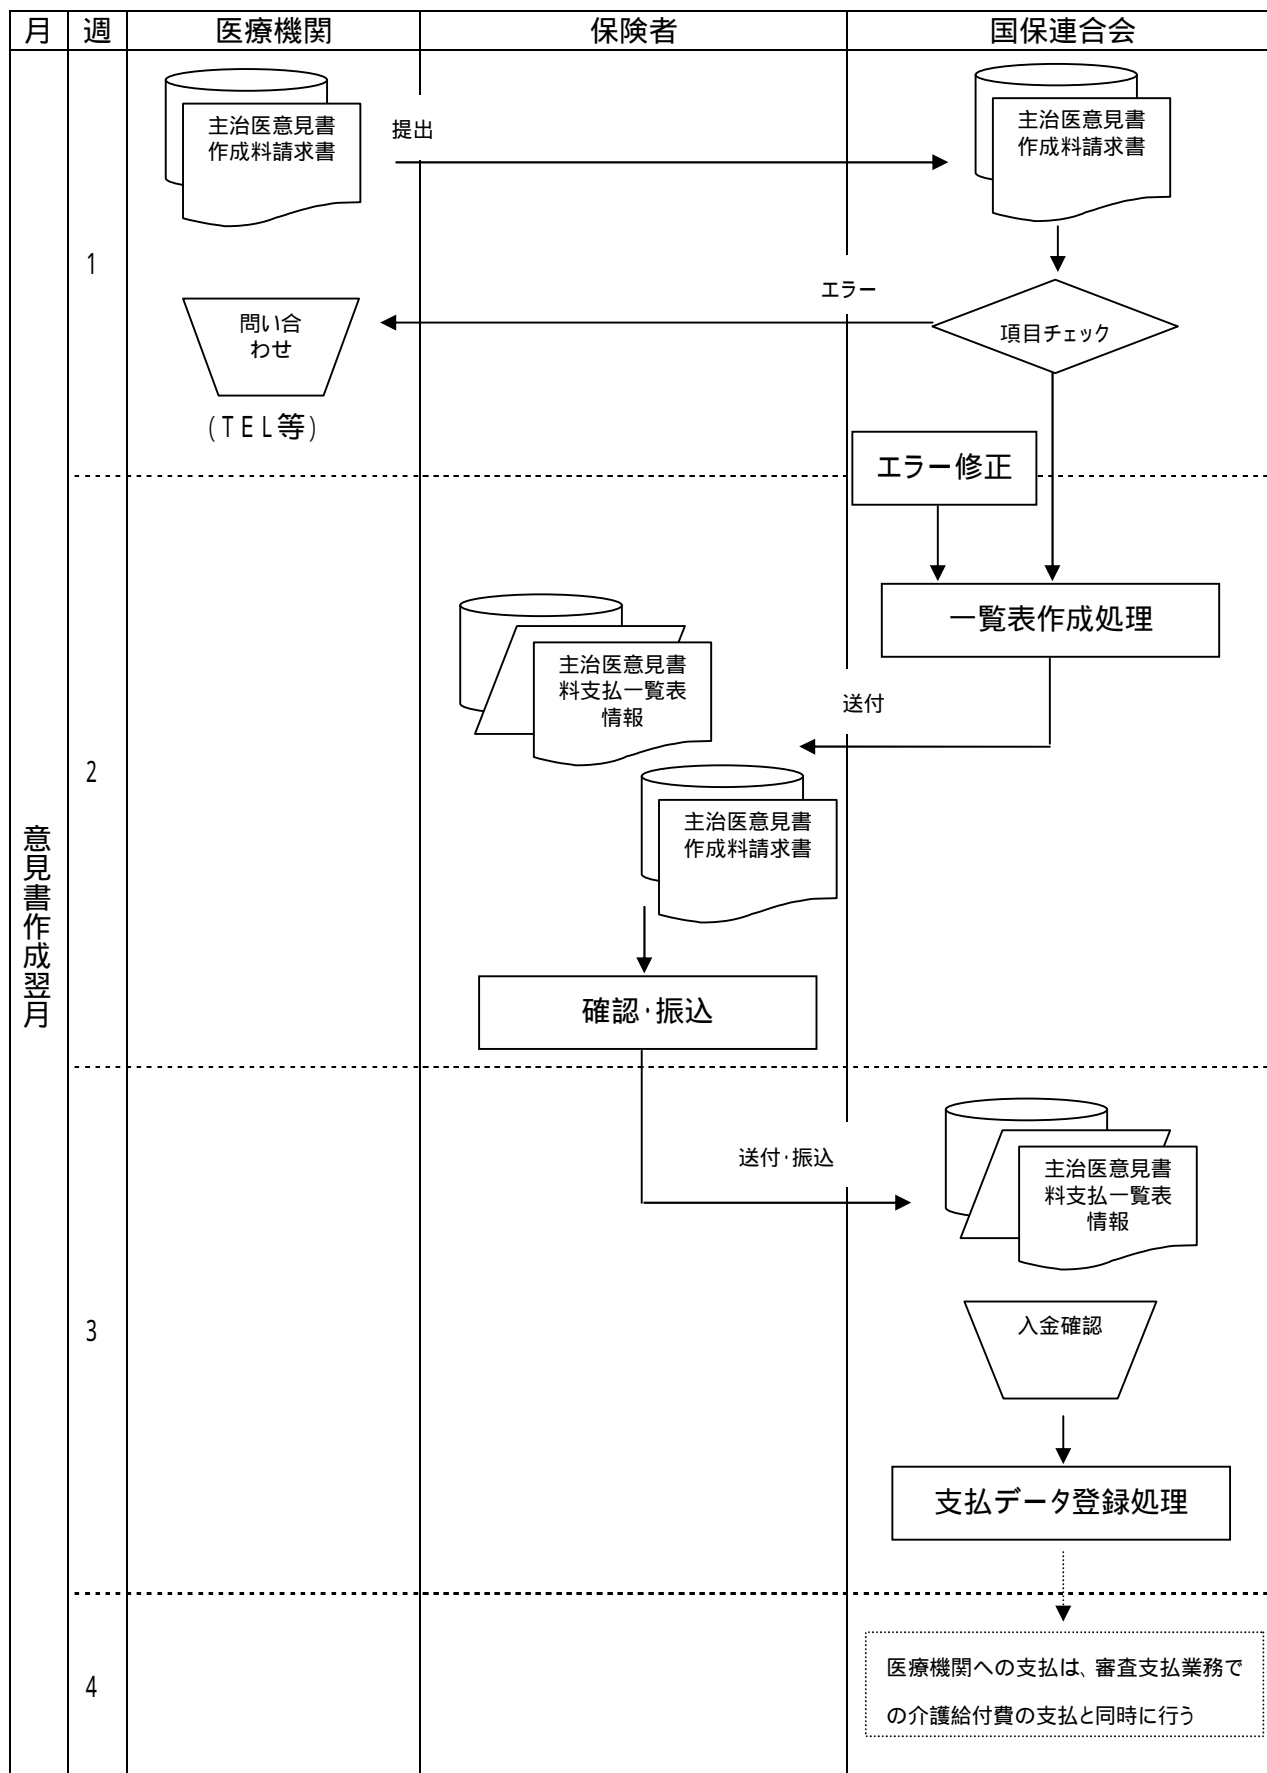 月 週 医療機関 保険者 国保連合会
主治医意見書
作成料請求書
提出
主治医意見書
作成料請求書
1
エラー
項目チェック
問い合
わせ
(TEL等)
エラー修正
一覧表作成処理
主治医意見書
料支払一覧表
情報
送付
2
主治医意見書
作成料請求書
意見書作成翌月
確認・振込
送付・振込
主治医意見書
料支払一覧表
情報
3
入金確認
支払データ登録処理
4
医療機関への支払は、審査支払業務で
の介護給付費の支払と同時に行う